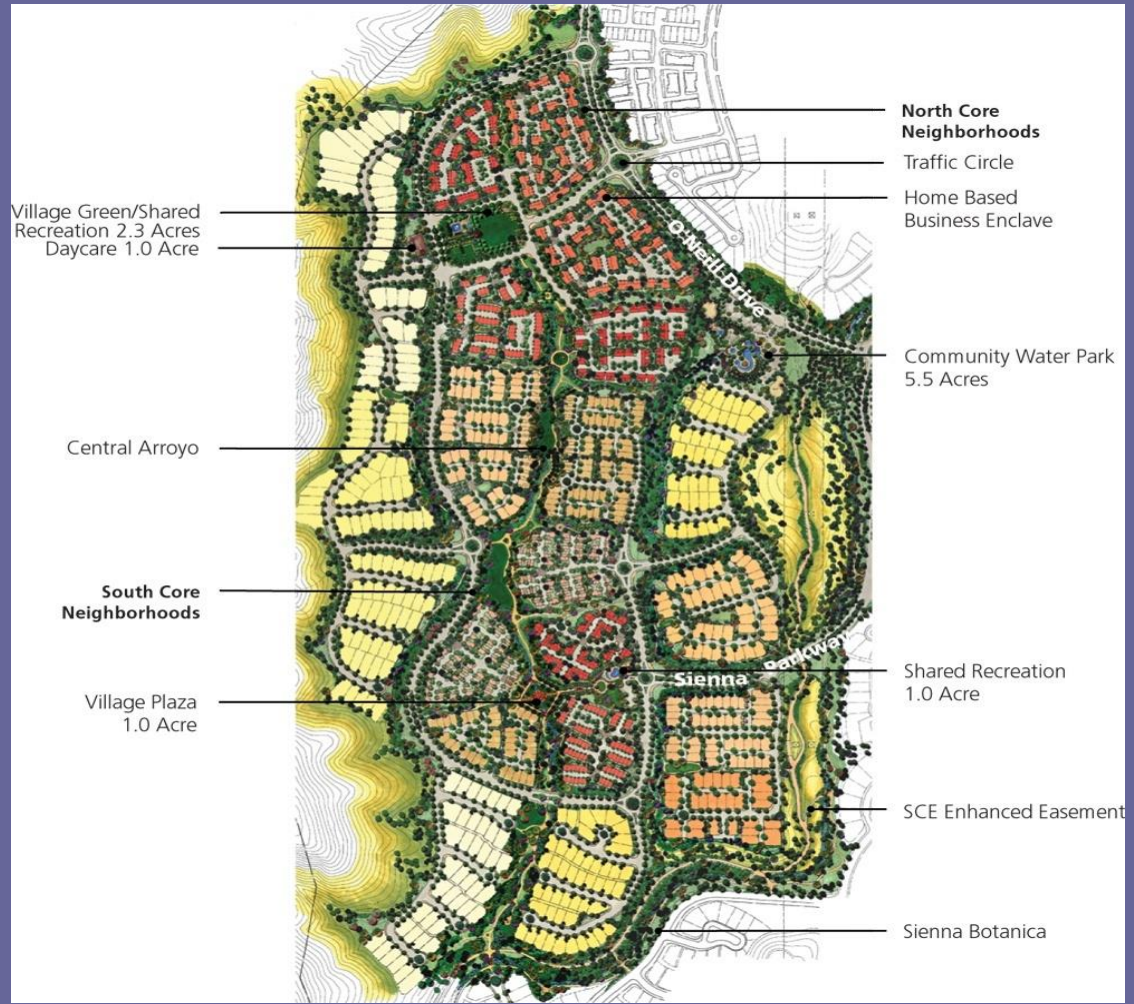 North Core
Neighborhoods
Traffic Circle
Home Based
Business Enclave
Village Green/Shared
Recreation 2.3 Acres
Daycare 1.0 Acre
O'Neill Drive
Community Water Park
5.5 Acres
Central Arroyo
South Core
Neighborhoods
Sienna Parkway
Shared Recreation
1.0 Acre
Village Plaza
1.0 Acre
SCE Enhanced Easement
Sienna Botanica